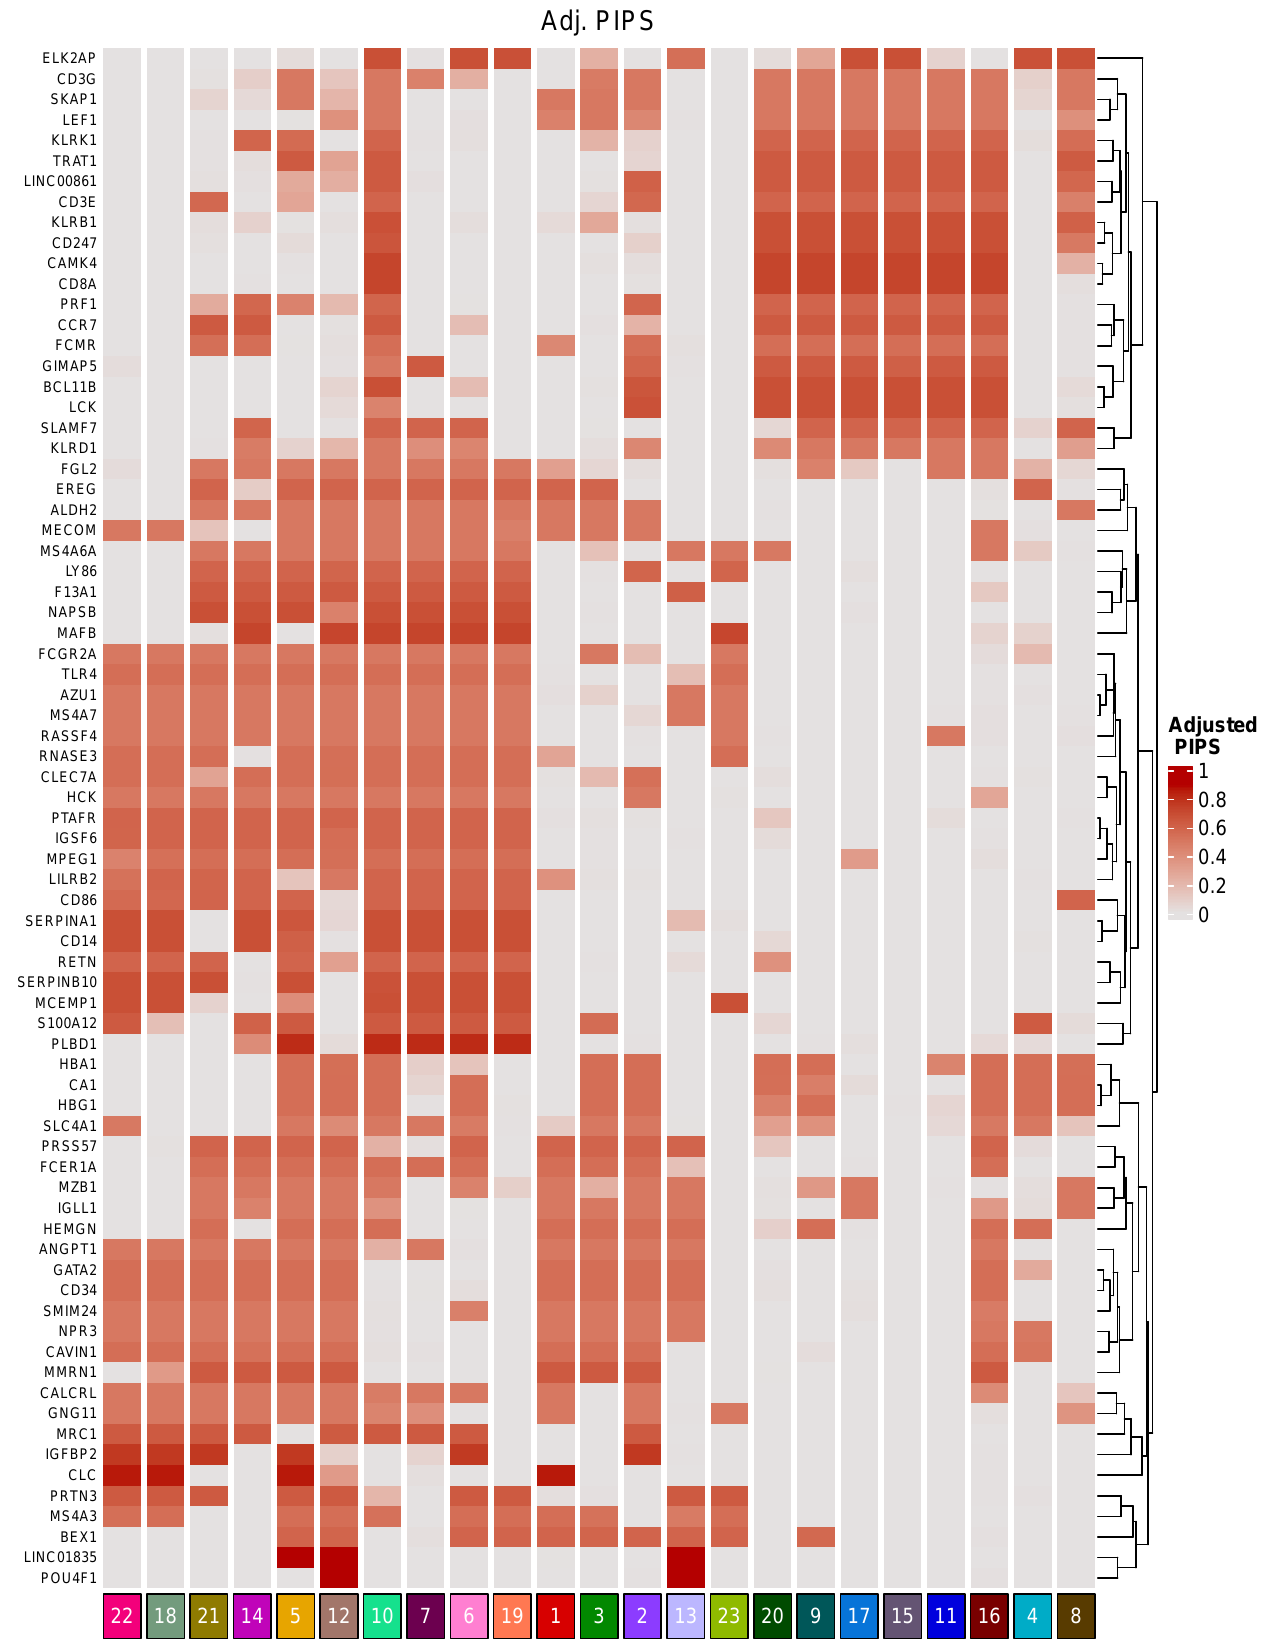 Adj. PIPS
ELK2AP
CD3G
SKAP1
LEF1
KLRK1
TRAT1
LINC00861
CD3E
KLRB1
CD247
CAMK4
CD8A
PRF1
CCR7
FCMR
GIMAP5
BCL11B
LCK
SLAMF7
KLRD1
FGL2
EREG
ALDH2
MECOM
MS4A6A
LY86
F13A1
NAPSB
MAFB
FCGR2A
TLR4
AZU1
MS4A7
RASSF4
RNASE3
CLEC7A
HCK
PTAFR
IGSF6
MPEG1
LILRB2
CD86
SERPINA1
CD14
RETN
SERPINB10
MCEMP1
S100A12
PLBD1
HBA1
CA1
HBG1
SLC4A1
PRSS57
FCER1A
MZB1
IGLL1
HEMGN
ANGPT1
GATA2
CD34
SMIM24
NPR3
CAVIN1
MMRN1
CALCRL
GNG11
MRC1
IGFBP2
CLC
PRTN3
MS4A3
BEX1
LINC01835
POU4F1
22 18 21 14 5 12 10 7 6 19 1 3 2 13 23 20 9 17 15 11 16 4 8
Adjusted
PIPS
1
0.8
0.6
0.4
0.2
0